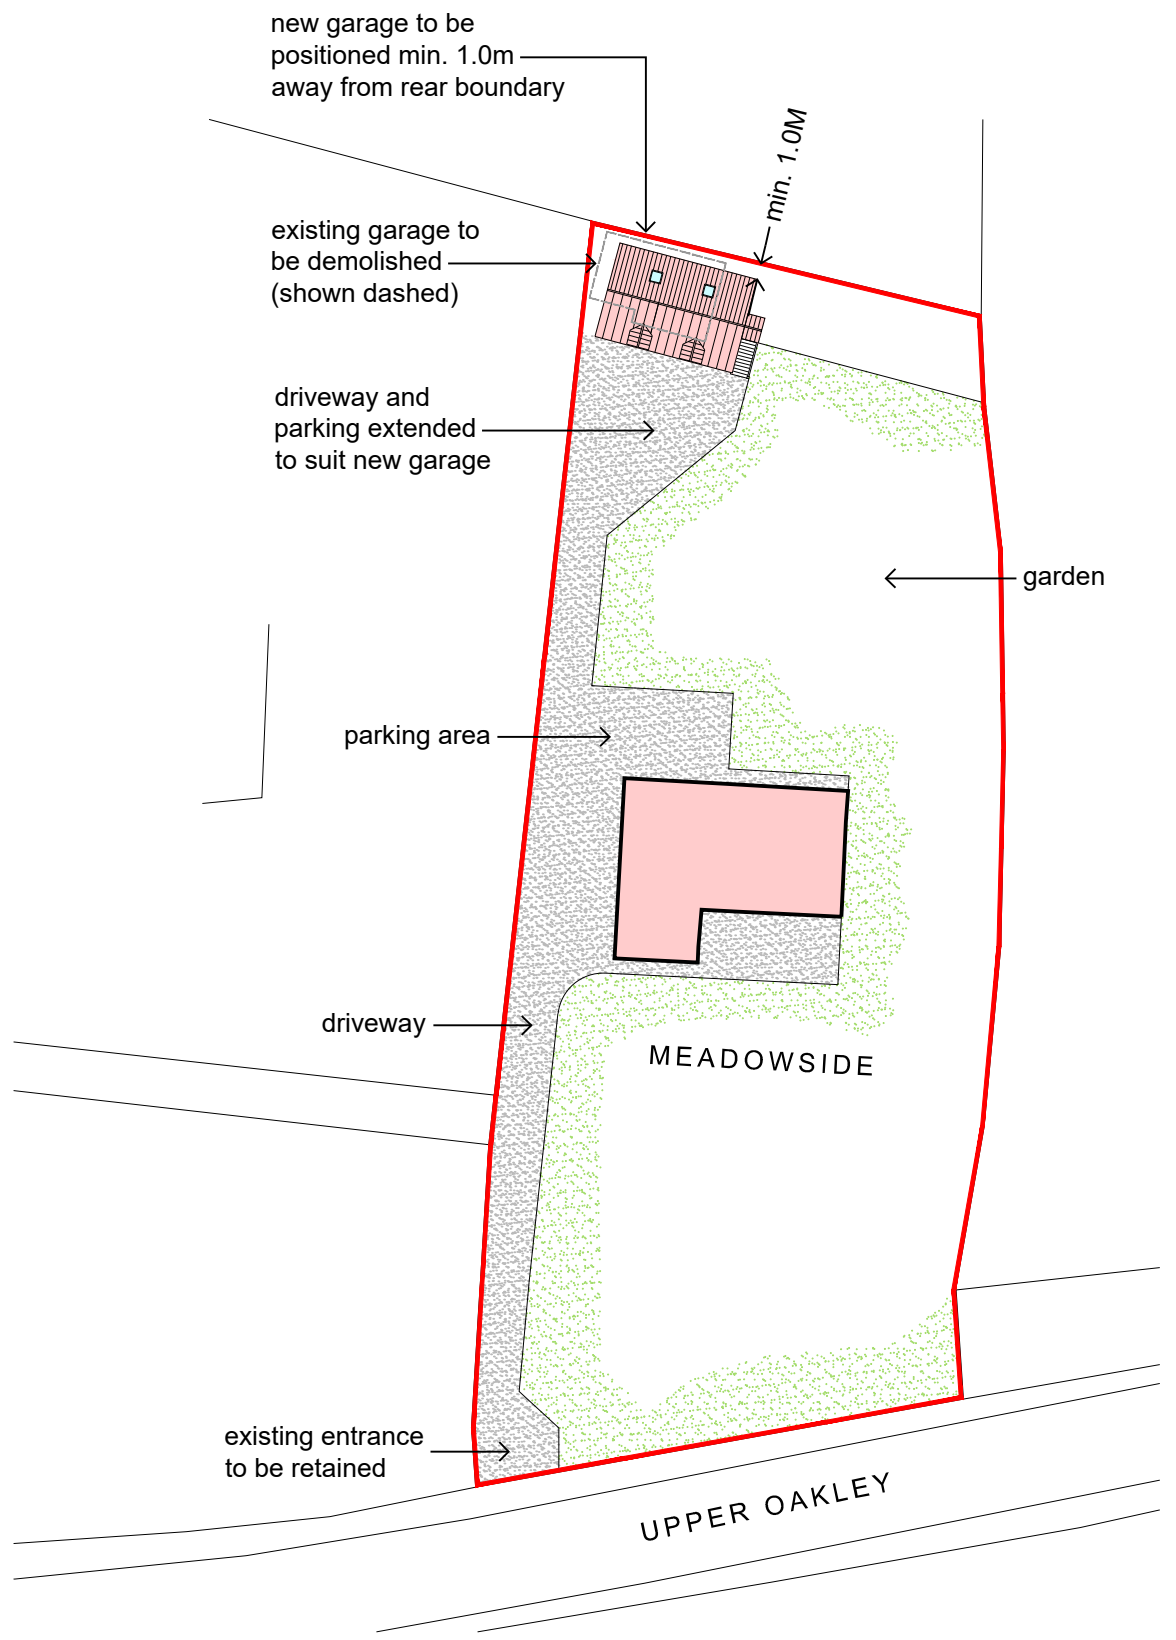 new garage to be
positioned min. 1.0m
away from rear boundary
min. 1.0M
existing garage to
be demolished
(shown dashed)
driveway and
parking extended
to suit new garage
garden
parking area
driveway
MEADOWSIDE
existing entrance
to be retained
UPPER OAKLEY